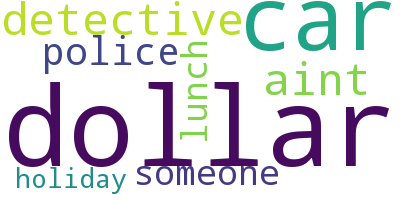 detective
car
police
lunch
aint
dollar
holiday
someone